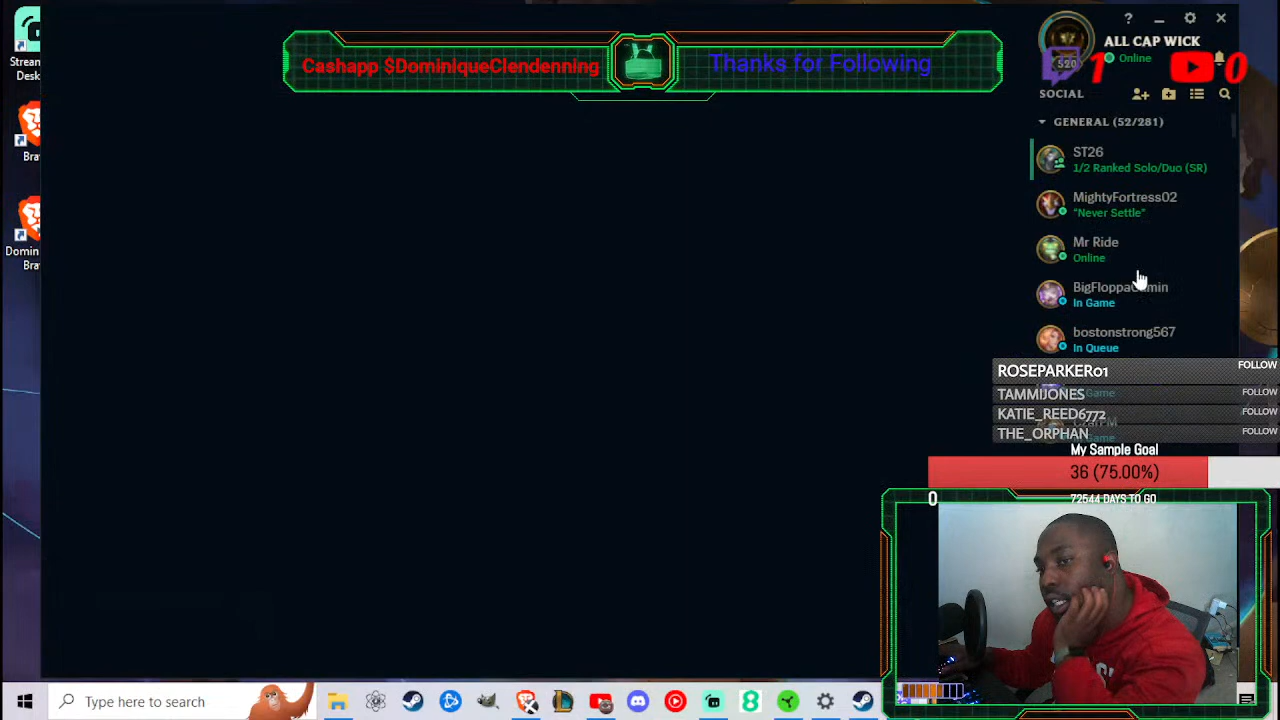 Stream
Desk
Brav
Domin
Brav
Cashapp $DominiqueClendenning
Thanks for Following
?
520
ALL CAP WICK
Online
1
0
SOCIAL
GENERAL (52/281)
ST26
1/2 Ranked Solo/Duo (SR)
MightyFortress02
"Never Settle"
Mr Ride
Online
In Game
bostonstrong567
In Queue
ROSEPARKER01 FOLLOW
TAMMIJONES FOLLOW
KATIE_REED6772 FOLLOW
THE_ORPHAN FOLLOW
My Sample Goal
36 (75.00%)
0
72544 DAYS TO GO
Type here to search